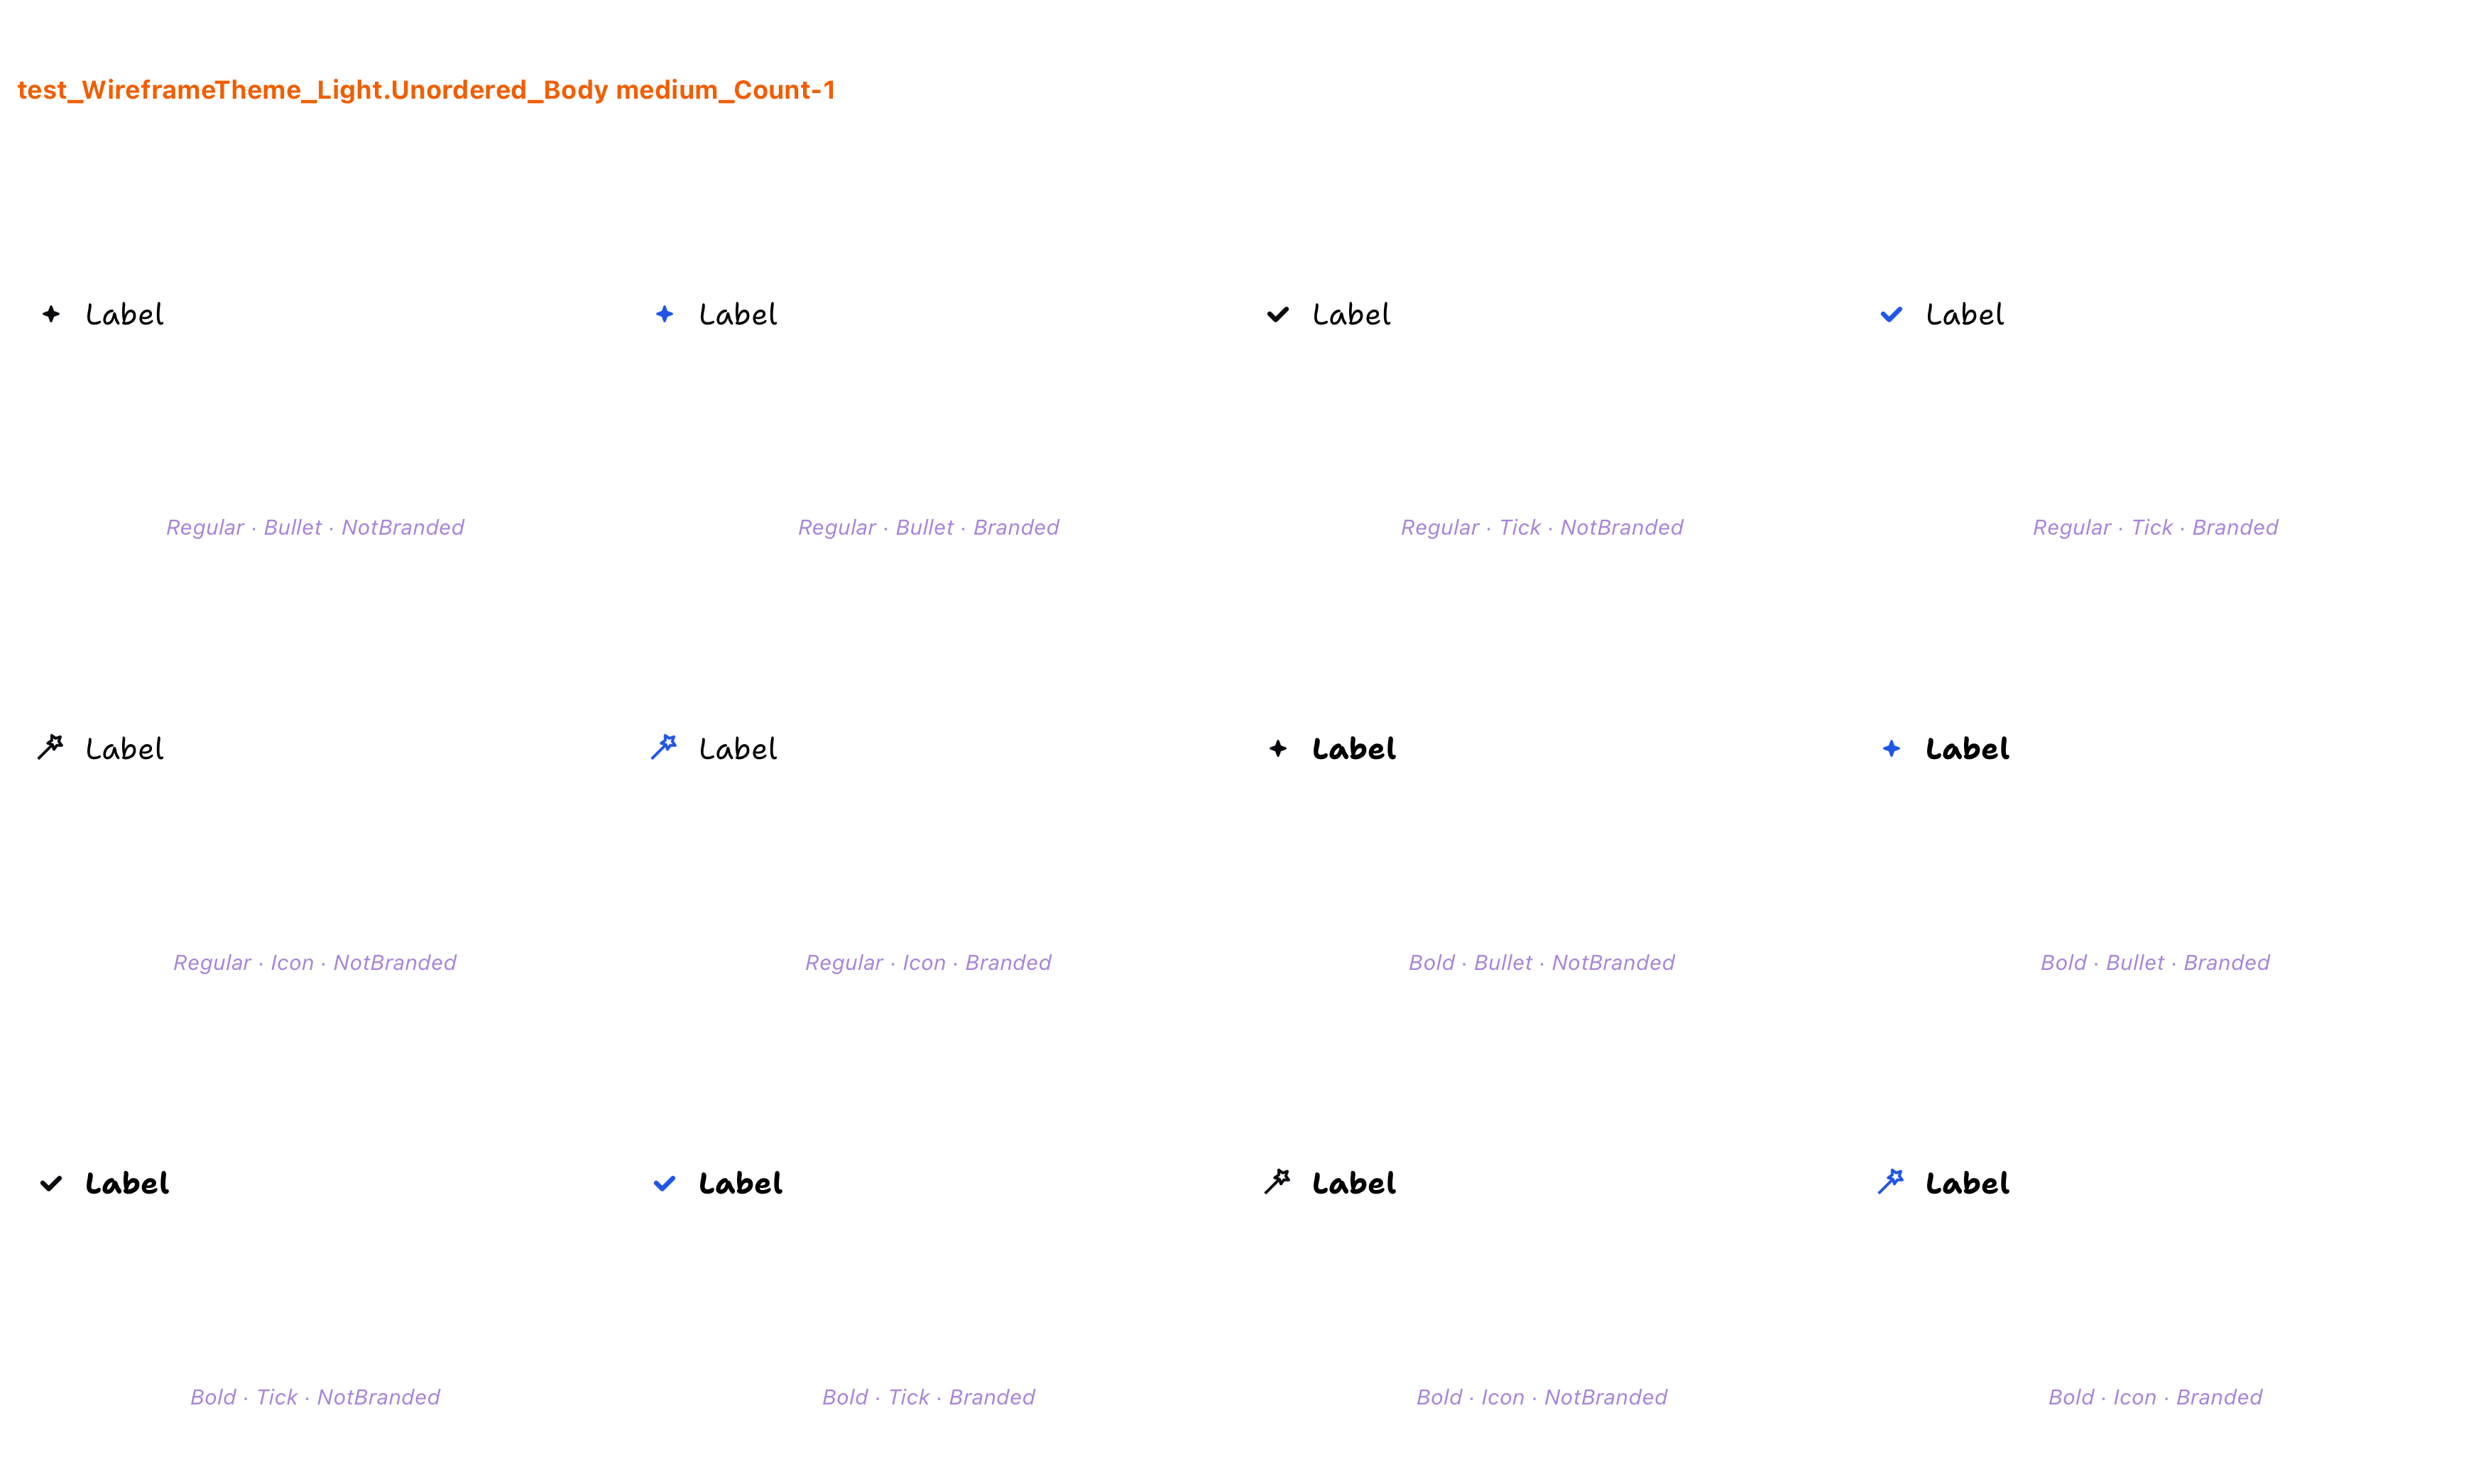 test_WireframeTheme_Light.Unordered_Body medium_Count-1
Label
Label
Label
Label
Regular · Bullet · NotBranded
Regular · Bullet · Branded
Regular · Tick · NotBranded
Regular · Tick · Branded
Label
Label
Label
Label
Regular · Icon · NotBranded
Regular · Icon · Branded
Bold · Bullet · NotBranded
Bold · Bullet · Branded
Label
Label
Label
Label
Bold · Tick · NotBranded
Bold · Tick · Branded
Bold · Icon · NotBranded
Bold · Icon · Branded